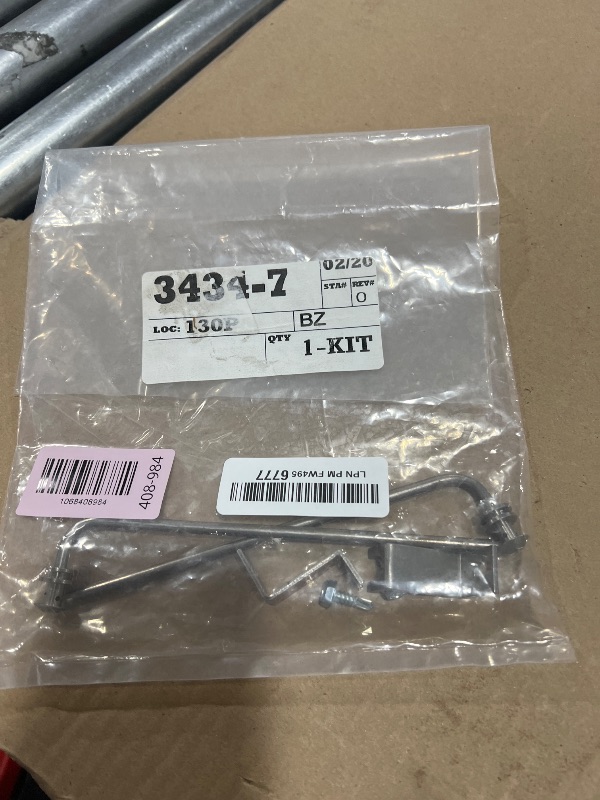 02/20
3434-7
STA# REV#
O
LOC: 130P
BZ
QTY 1-KIT
1068408984
408-984
LPN PM FW495 6777